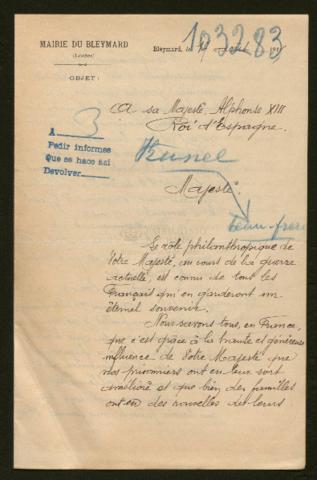 103283
MAIRIE DU BLEYMARD
(Lozère)
OBJET :
Bleymard, le
A sa Majesté Alphonse XIII
Roi d'Espagne.
A 3
Pedir informes
Que se hace así
Devolver
Brunel
Majesté
Le rôle philanthropique de
Votre Majesté, au cours de la guerre
actuelle, est connu de tout les
Français qui en garderont un
éternel souvenir.
Nous savons tous, en France,
que c'est grâce à la haute et généreuse
influence de Votre Majesté que
nos prisonniers ont eu leur sort
amélioré et que bien des familles
ont eu des nouvelles des leurs.